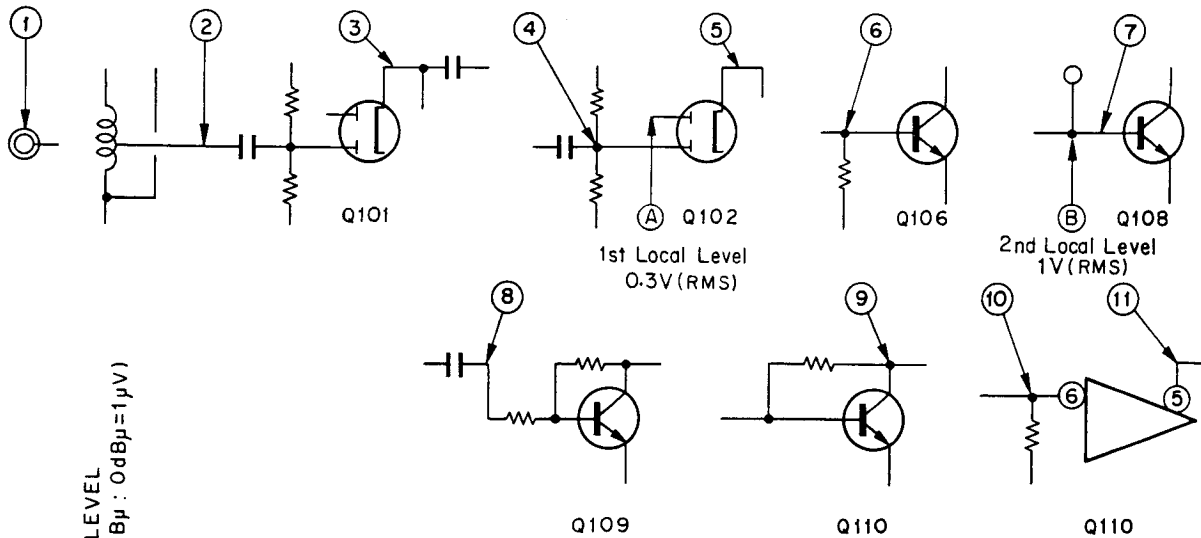 1
2
3
4
5
6
7
Q101
A
Q102
Q106
B
Q108
1st Local Level
0.3V(RMS)
2nd Local Level
1V(RMS)
8
9
10
11
6
5
LEVEL
Bμ : 0dBμ=1μV)
Q109
Q110
Q110